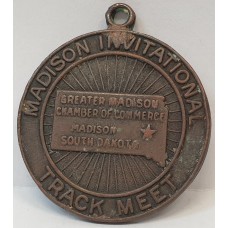 MADISON INVITATIONAL
GREATER MADISON
CHAMBER OF COMMERCE
MADISON
SOUTH DAKOTA
TRACK MEET